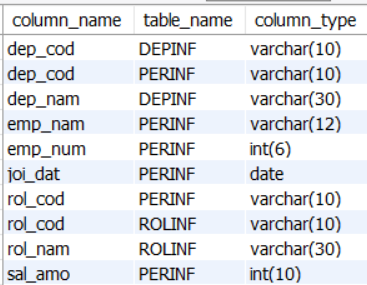 column_name table_name column_type
dep_cod DEPINF varchar(10)
dep_cod PERINF varchar(10)
dep_nam DEPINF varchar(30)
emp_nam PERINF varchar(12)
emp_num PERINF int(6)
joi_dat PERINF date
rol_cod PERINF varchar(10)
rol_cod ROLINF varchar(10)
rol_nam ROLINF varchar(30)
sal_amo PERINF int(10)